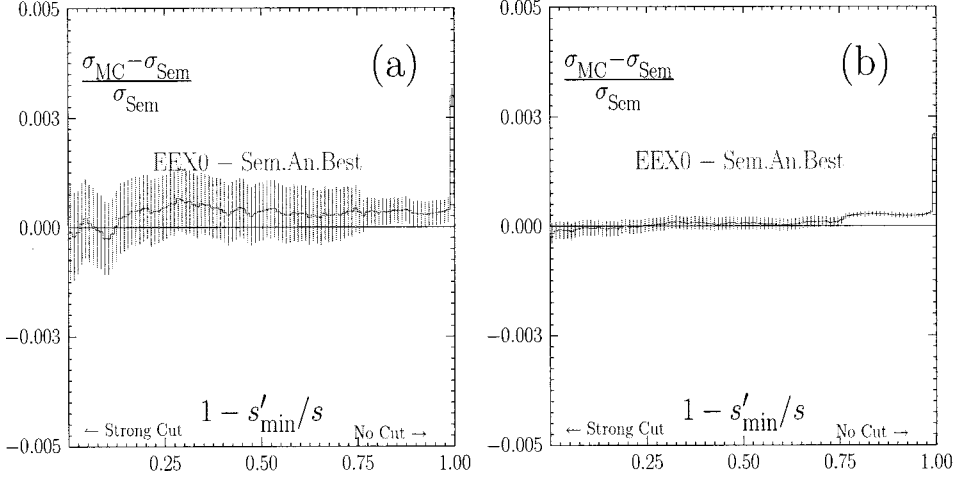 0.005
(a)
σMC−σSem
σSem
0.003
EEX0 − Sem.An.Best
0.000
−0.003
1 − s′min/s
← Strong Cut
No Cut →
−0.005
0.25
0.50
0.75
1.00
0.005
(b)
σMC−σSem
σSem
0.003
EEX0 − Sem.An.Best
0.000
−0.003
1 − s′min/s
← Strong Cut
No Cut →
−0.005
0.25
0.50
0.75
1.00